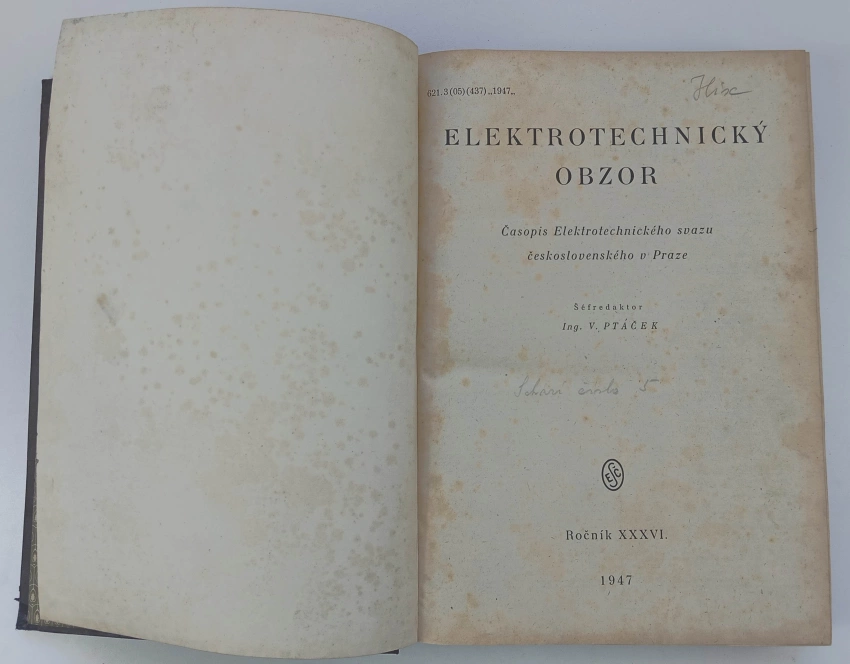 621.3(05)(437)„1947„
ELEKTROTECHNICKÝ
OBZOR
Časopis Elektrotechnického svazu
československého v Praze
Šéfredaktor
Ing. V. PTÁČEK
5
ESČ
Ročník XXXVI.
1947